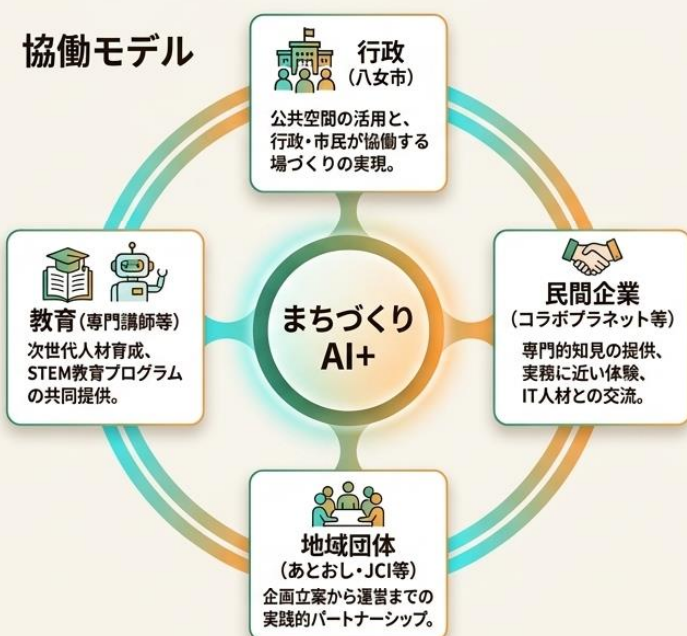 協働モデル
行政
(八女市)
公共空間の活用と、
行政・市民が協働する
場づくりの実現。
教育(専門講師等)
次世代人材育成、
STEM教育プログラム
の共同提供。
まちづくり
AI+
民間企業
(コラボプラネット等)
専門的知見の提供、
実務に近い体験、
IT人材との交流。
地域団体
(あとおし・JCI等)
企画立案から運営までの
実践的パートナーシップ。